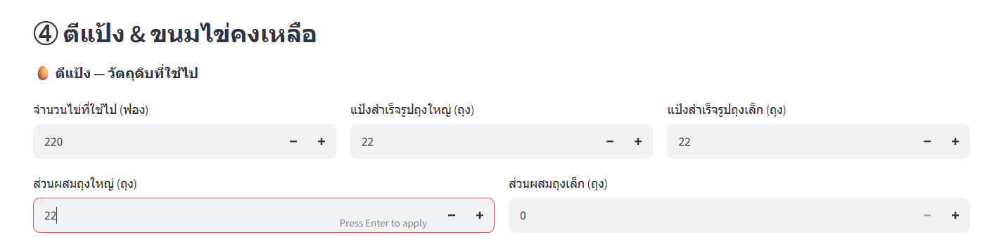 ④ ตีแป้ง & ขนมไข่คงเหลือ
ตีแป้ง — วัตถุดิบที่ใช้ไป
จำนวนไข่ที่ใช้ไป (ฟอง) แป้งสำเร็จรูปถุงใหญ่ (ถุง) แป้งสำเร็จรูปถุงเล็ก (ถุง)
220 − + 22 − + 22 − +
ส่วนผสมถุงใหญ่ (ถุง) ส่วนผสมถุงเล็ก (ถุง)
22 Press Enter to apply − + 0 − +